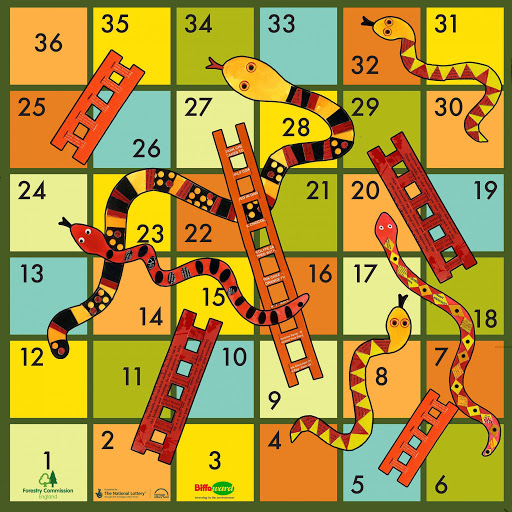 36 35 34 33 32 31
25 26 27 28 29 30
24 23 22 21 20 19
13 14 15 16 17 18
12 11 10 9 8 7
1 2 3 4 5 6
Forestry Commission
England
The National Lottery
Biffaward